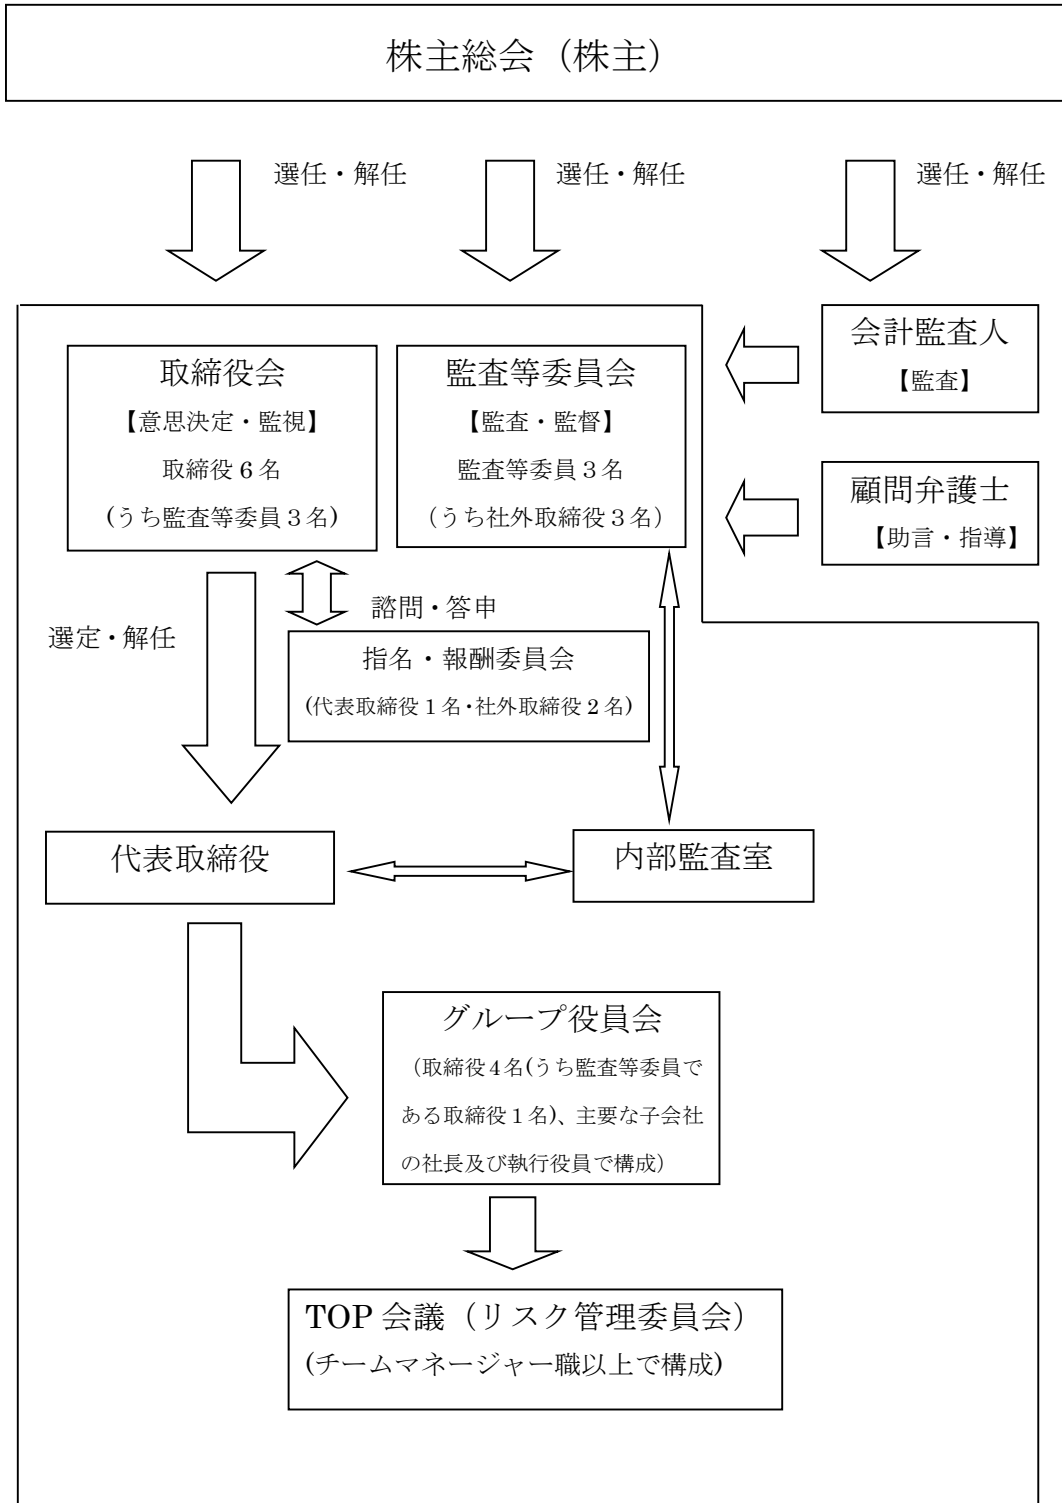 株主総会（株主）
選任・解任
選任・解任
選任・解任
取締役会
【意思決定・監視】
取締役 6 名
(うち監査等委員３名)
監査等委員会
【監査・監督】
監査等委員３名
（うち社外取締役３名）
会計監査人
【監査】
顧問弁護士
【助言・指導】
選定・解任
諮問・答申
指名・報酬委員会
(代表取締役１名・社外取締役 2 名)
代表取締役
内部監査室
グループ役員会
（取締役４名(うち監査等委員で
ある取締役１名)、主要な子会社
の社長及び執行役員で構成）
TOP 会議（リスク管理委員会）
(チームマネージャー職以上で構成)